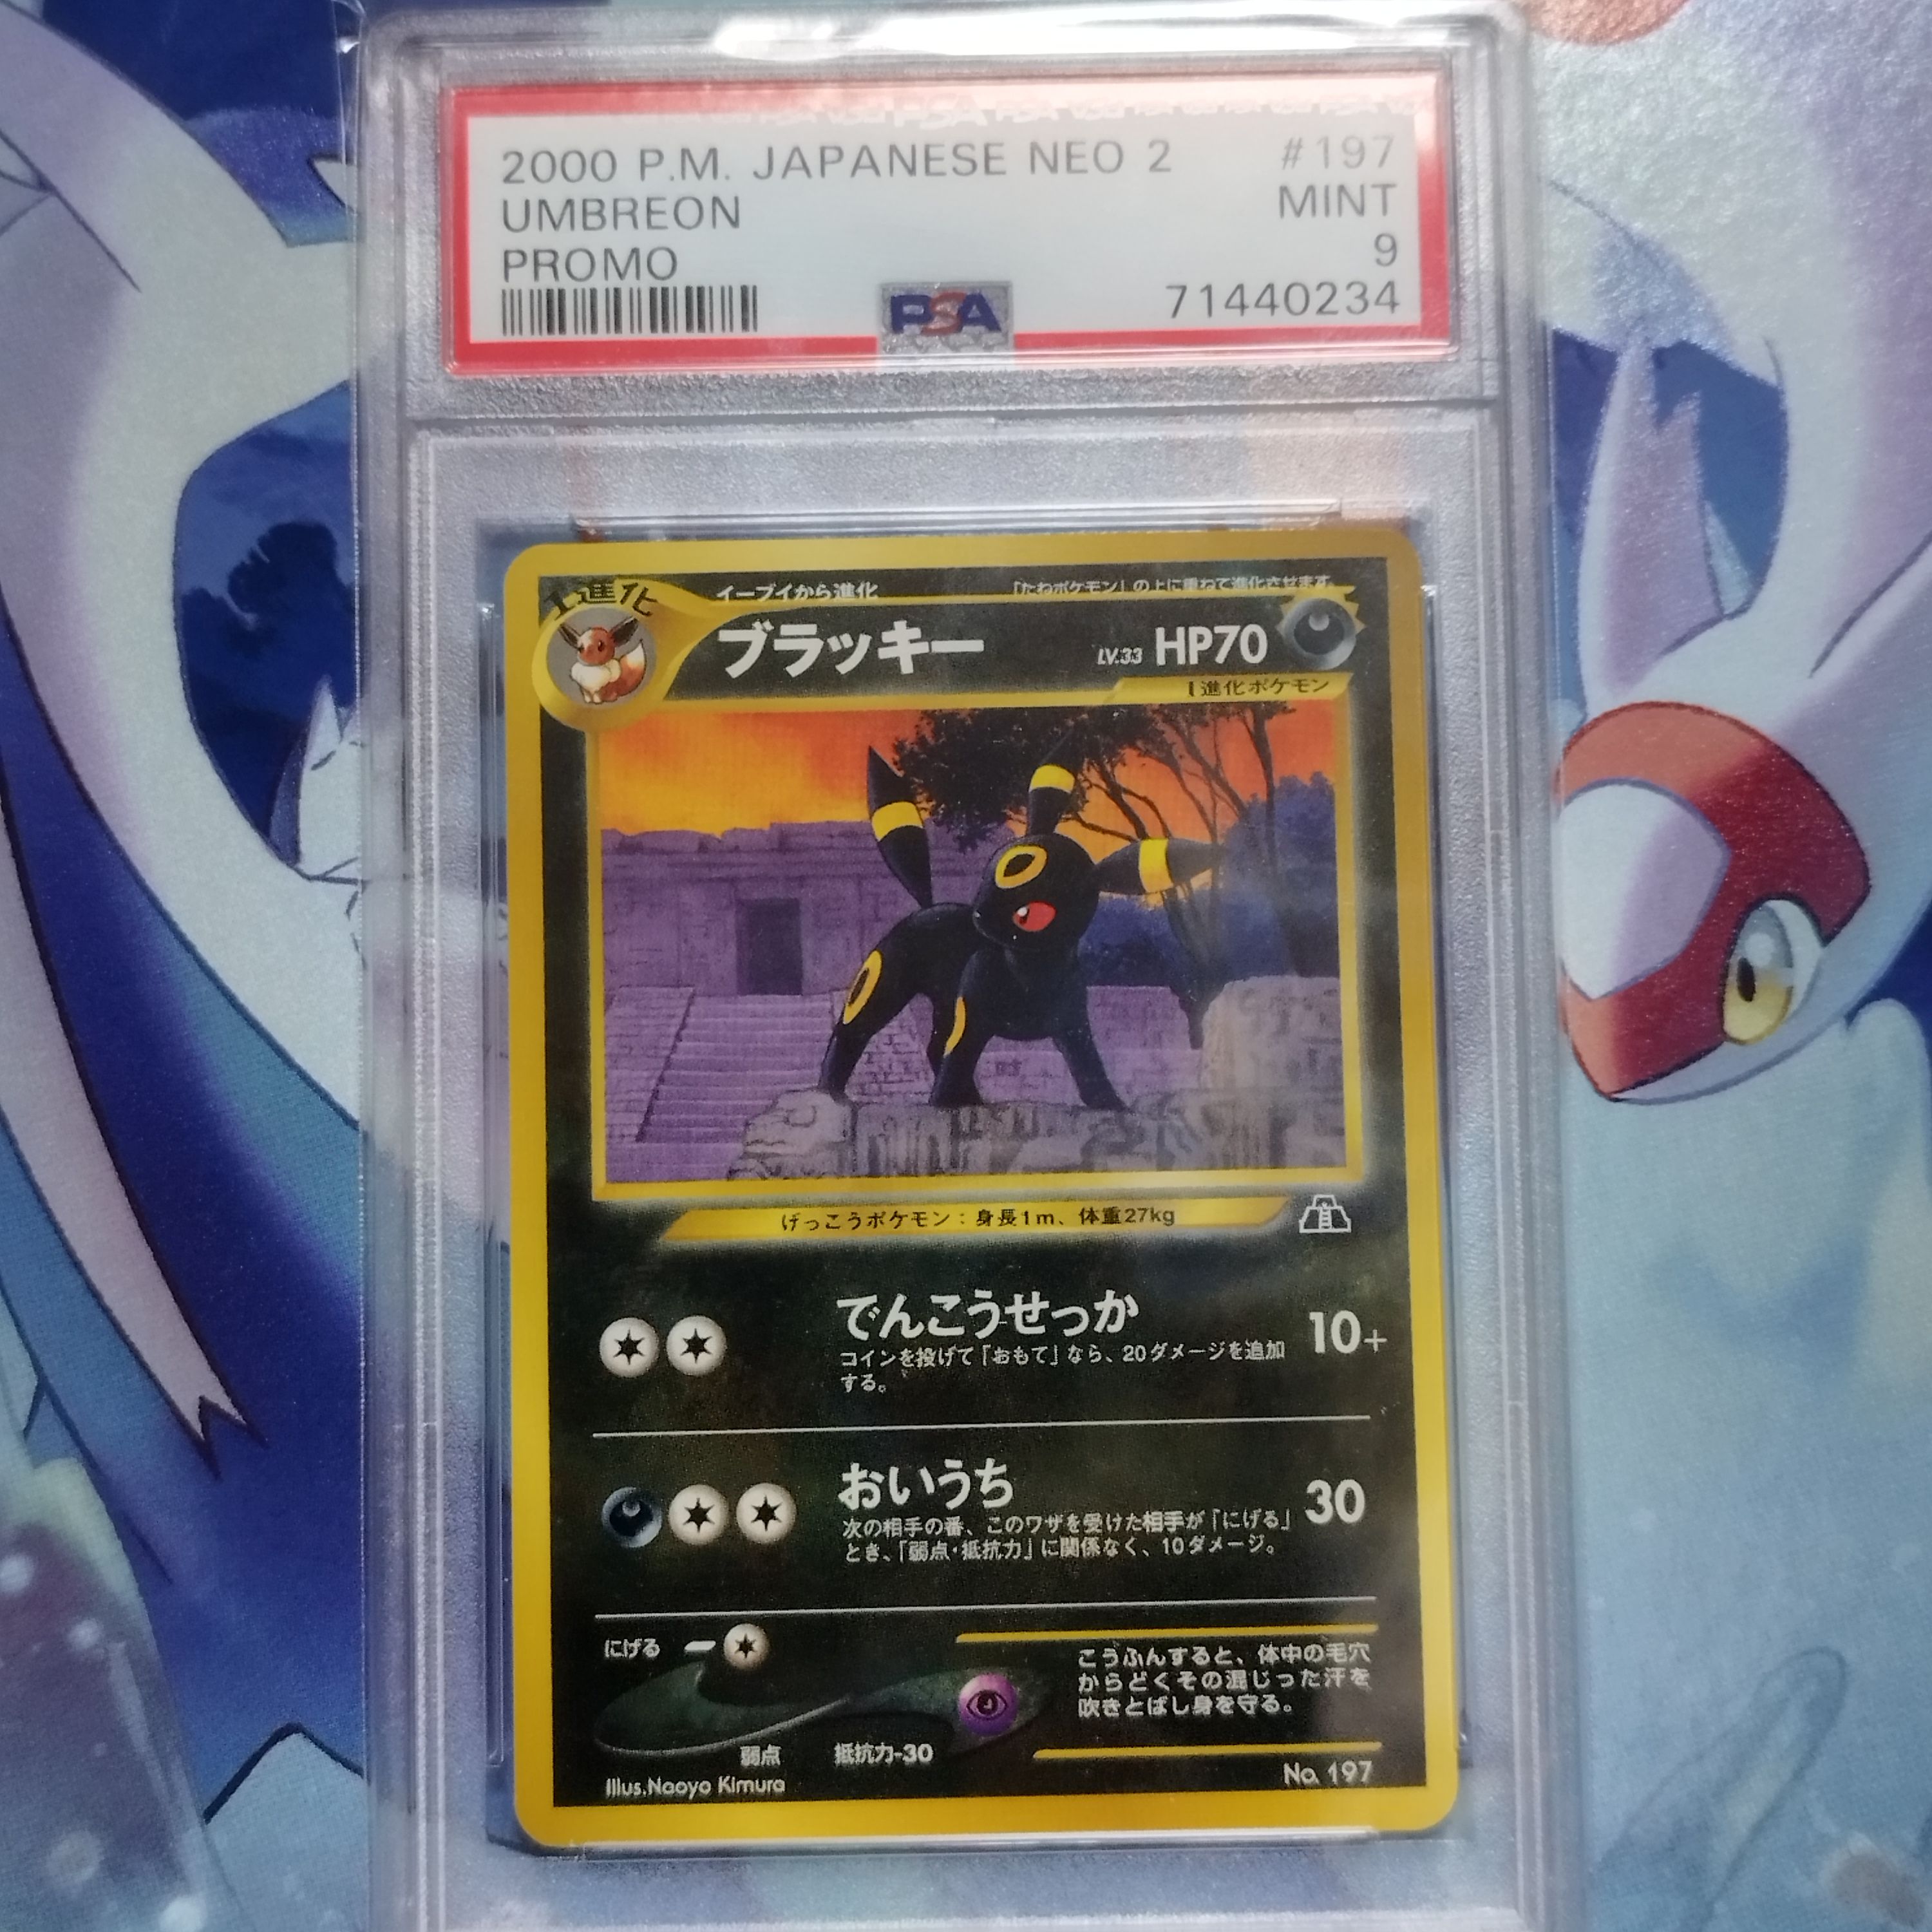 2000 P.M. JAPANESE NEO 2 #197
UMBREON MINT
PROMO 9
PSA 71440234
1進化 イーブイから進化 「たねポケモン」の上に重ねて進化させます。
ブラッキー LV.33 HP70
1進化ポケモン
げっこうポケモン:身長1m、体重27kg
でんこうせっか 10+
コインを投げて「おもて」なら、20ダメージを追加
する。
おいうち 30
次の相手の番、このワザを受けた相手が「にげる」
とき、「弱点・抵抗力」に関係なく、10ダメージ。
にげる
弱点 抵抗力-30
こうふんすると、体中の毛穴
からどくその混じった汗を
吹きとばし身を守る。
Illus.Naoyo Kimura No. 197